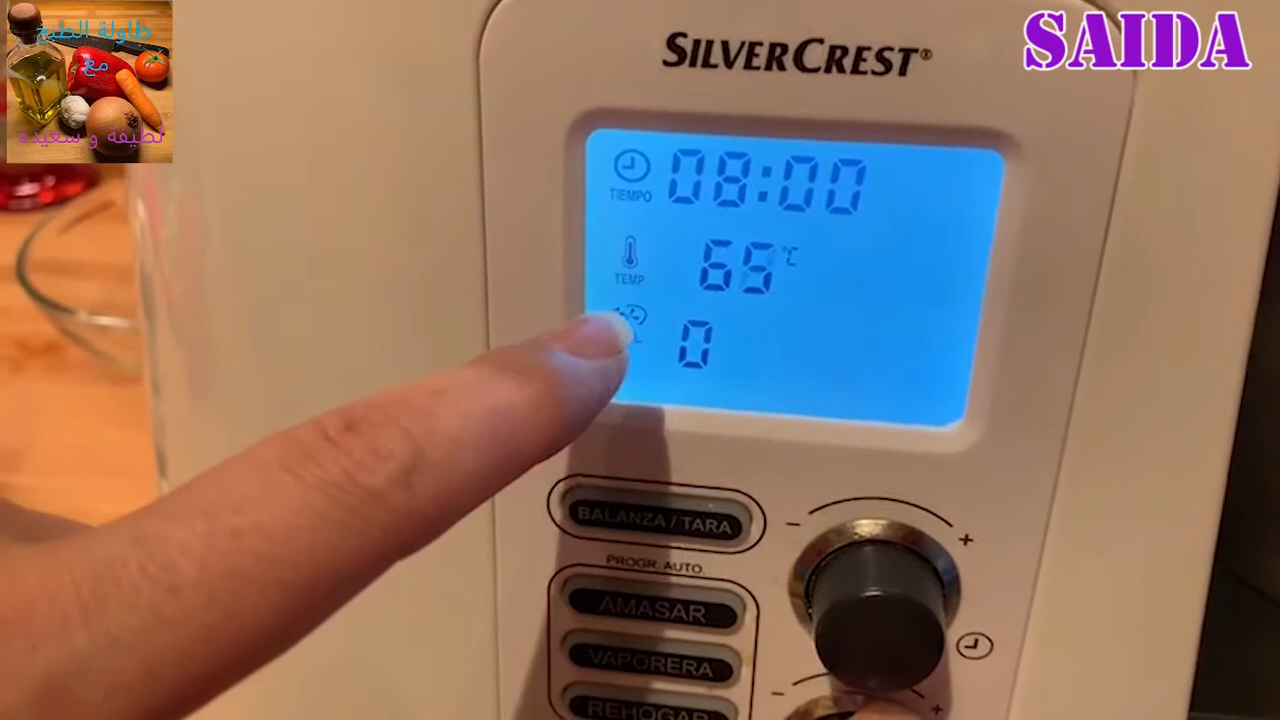 طاولة الطبخ
مع
لطيفة و سعيدة
SAIDA
SILVERCREST®
TIEMPO 08:00
TEMP. 65 °C
0
BALANZA / TARA
− +
PROGR. AUTO.
AMASAR
VAPORERA
− +
REHOGAR